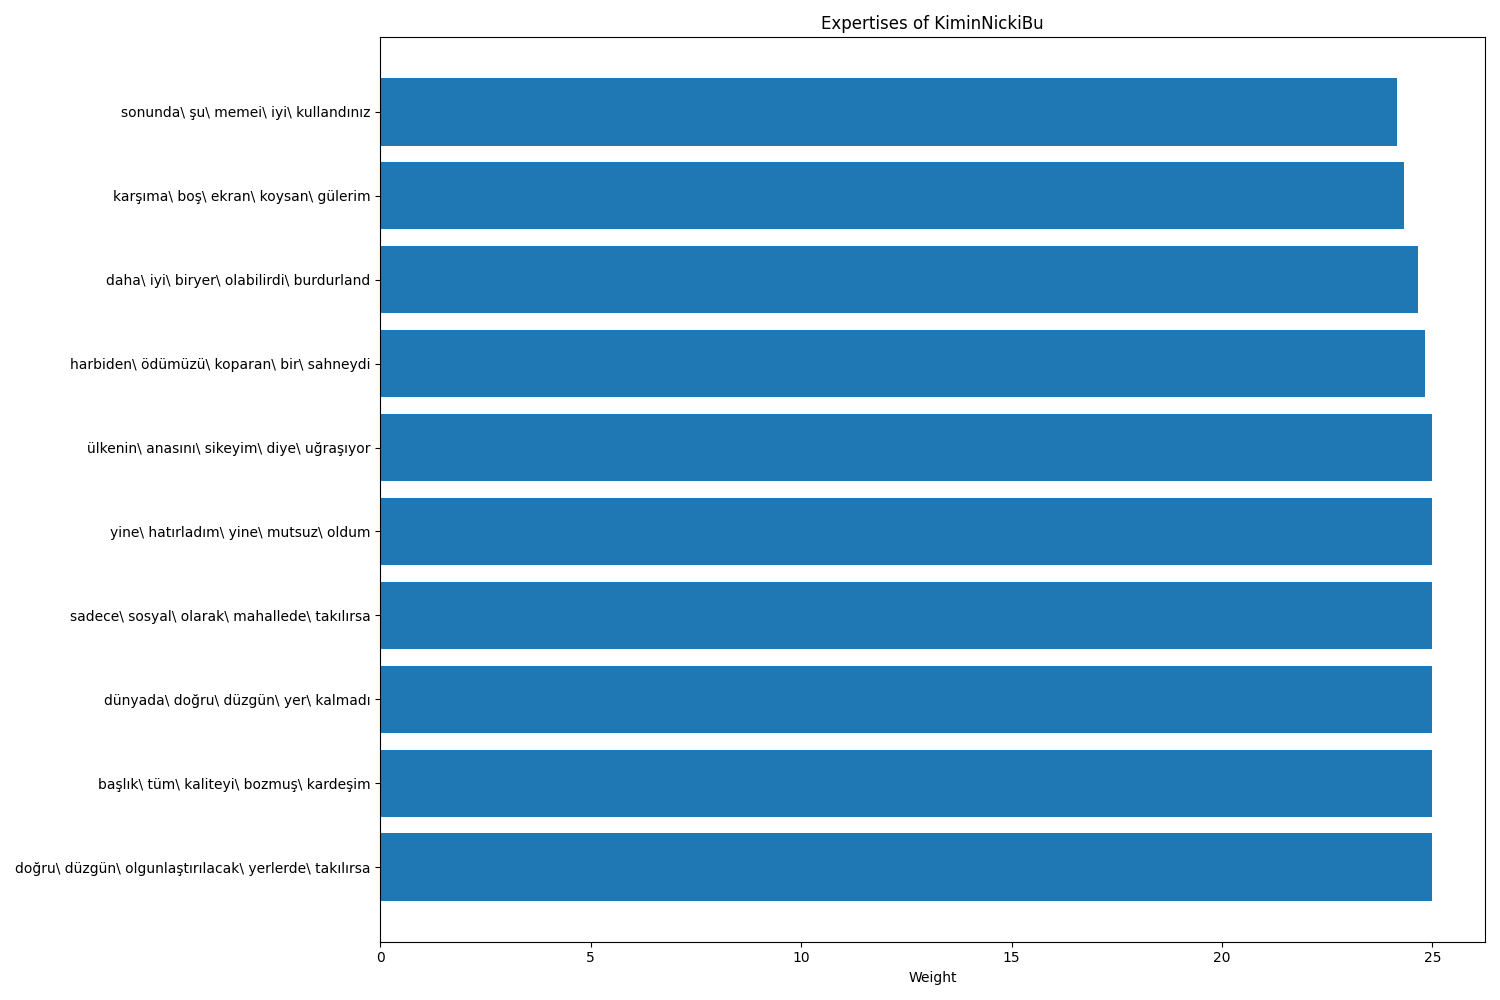 Expertises of KiminNickiBu
sonunda\ şu\ memei\ iyi\ kullandınız
karşıma\ boş\ ekran\ koysan\ gülerim
daha\ iyi\ biryer\ olabilirdi\ burdurland
harbiden\ ödümüzü\ koparan\ bir\ sahneydi
ülkenin\ anasını\ sikeyim\ diye\ uğraşıyor
yine\ hatırladım\ yine\ mutsuz\ oldum
sadece\ sosyal\ olarak\ mahallede\ takılırsa
dünyada\ doğru\ düzgün\ yer\ kalmadı
başlık\ tüm\ kaliteyi\ bozmuş\ kardeşim
doğru\ düzgün\ olgunlaştırılacak\ yerlerde\ takılırsa
0 5 10 15 20 25
Weight